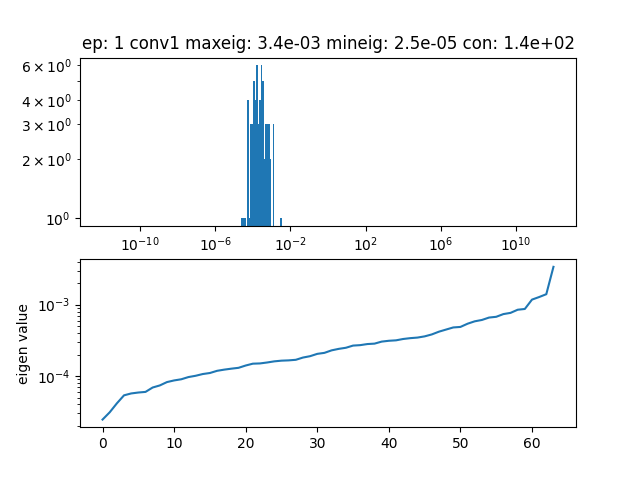 ep: 1 conv1 maxeig: 3.4e-03 mineig: 2.5e-05 con: 1.4e+02
6 × 10⁰
4 × 10⁰
3 × 10⁰
2 × 10⁰
10⁰
10⁻¹⁰ 10⁻⁶ 10⁻² 10² 10⁶ 10¹⁰
10⁻³
eigen value
10⁻⁴
0 10 20 30 40 50 60